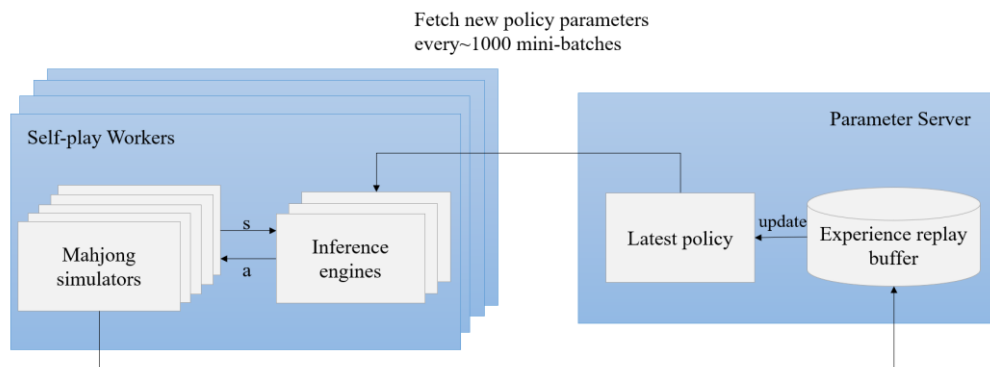 Fetch new policy parameters
every~1000 mini-batches
Self-play Workers
Parameter Server
Mahjong
simulators
s
a
Inference
engines
Latest policy
update
Experience replay
buffer